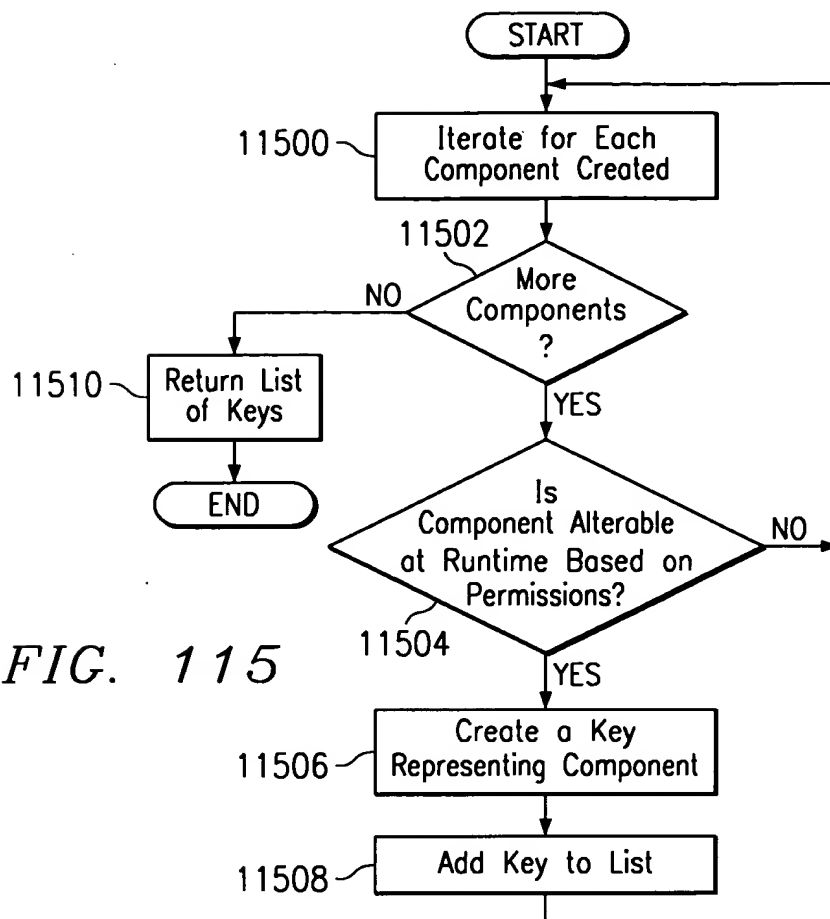 START
11500
Iterate for Each
Component Created
11502
More
Components
?
NO
YES
11510
Return List
of Keys
END
Is
Component Alterable
at Runtime Based on
Permissions?
NO
11504
YES
FIG. 115
11506
Create a Key
Representing Component
11508
Add Key to List